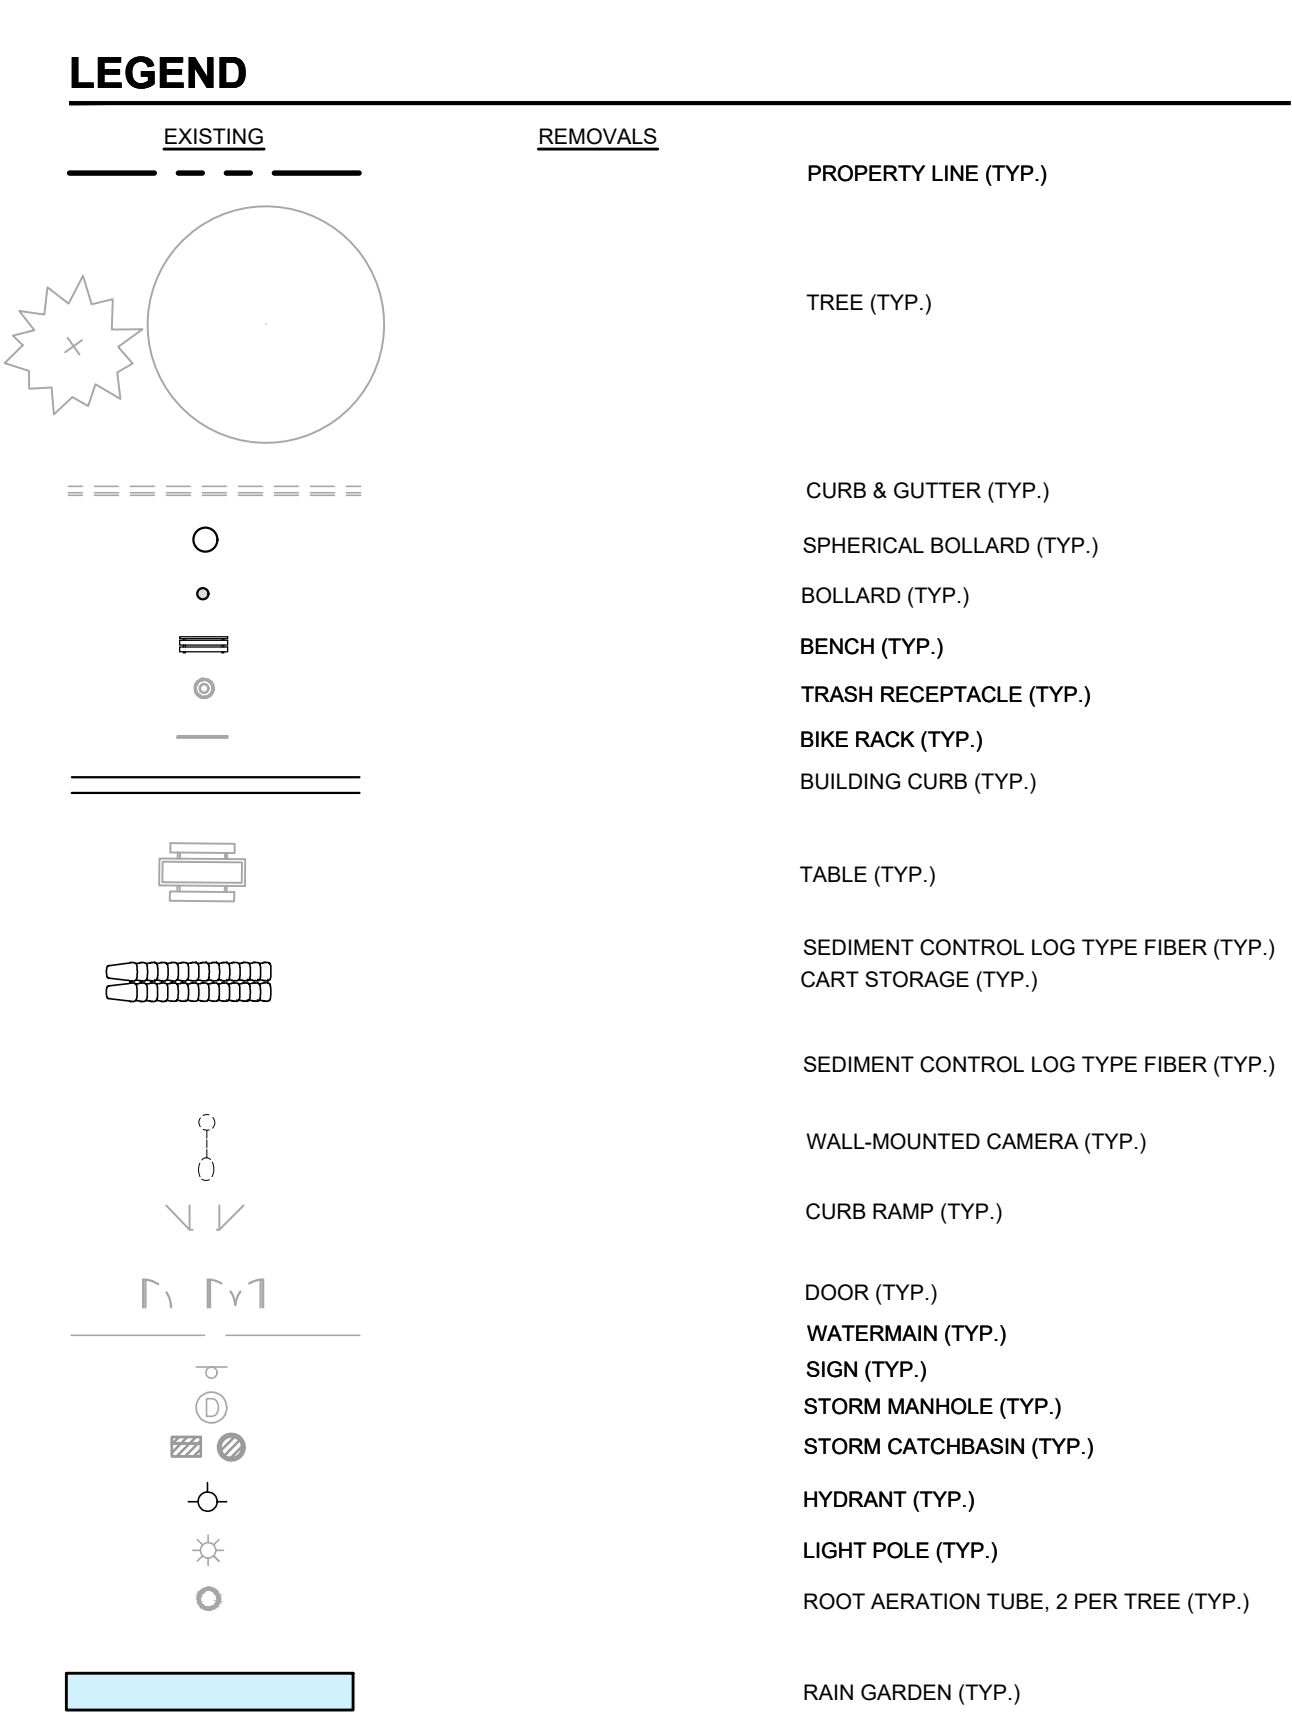 LEGEND
EXISTING REMOVALS
PROPERTY LINE (TYP.)
TREE (TYP.)
CURB & GUTTER (TYP.)
SPHERICAL BOLLARD (TYP.)
BOLLARD (TYP.)
BENCH (TYP.)
TRASH RECEPTACLE (TYP.)
BIKE RACK (TYP.)
BUILDING CURB (TYP.)
TABLE (TYP.)
SEDIMENT CONTROL LOG TYPE FIBER (TYP.)
CART STORAGE (TYP.)
SEDIMENT CONTROL LOG TYPE FIBER (TYP.)
WALL-MOUNTED CAMERA (TYP.)
CURB RAMP (TYP.)
DOOR (TYP.)
WATERMAIN (TYP.)
SIGN (TYP.)
D STORM MANHOLE (TYP.)
STORM CATCHBASIN (TYP.)
HYDRANT (TYP.)
LIGHT POLE (TYP.)
ROOT AERATION TUBE, 2 PER TREE (TYP.)
RAIN GARDEN (TYP.)